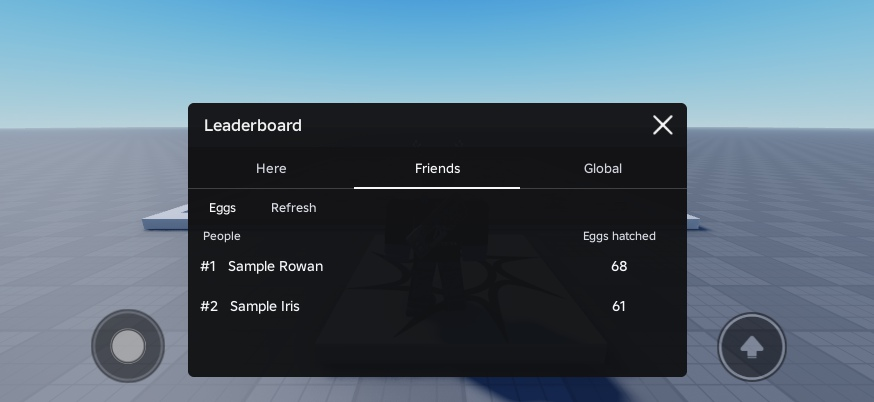 Leaderboard
Here Friends Global
Eggs Refresh
People Eggs hatched
#1 Sample Rowan 68
#2 Sample Iris 61